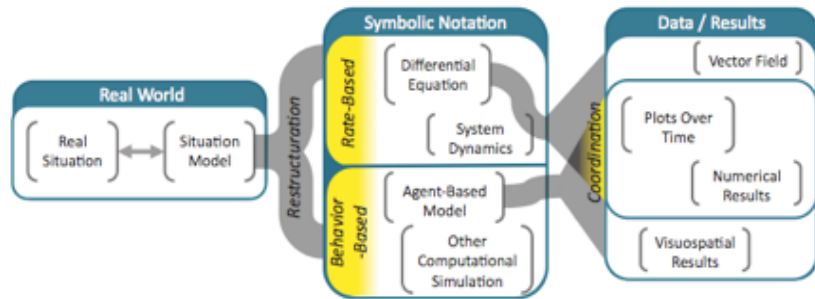 Real World
Real
Situation
Situation
Model
Restructuration
Symbolic Notation
Rate-Based
Differential
Equation
System
Dynamics
Behavior
-Based
Agent-Based
Model
Other
Computational
Simulation
Coordination
Data / Results
Vector Field
Plots Over
Time
Numerical
Results
Visuospatial
Results